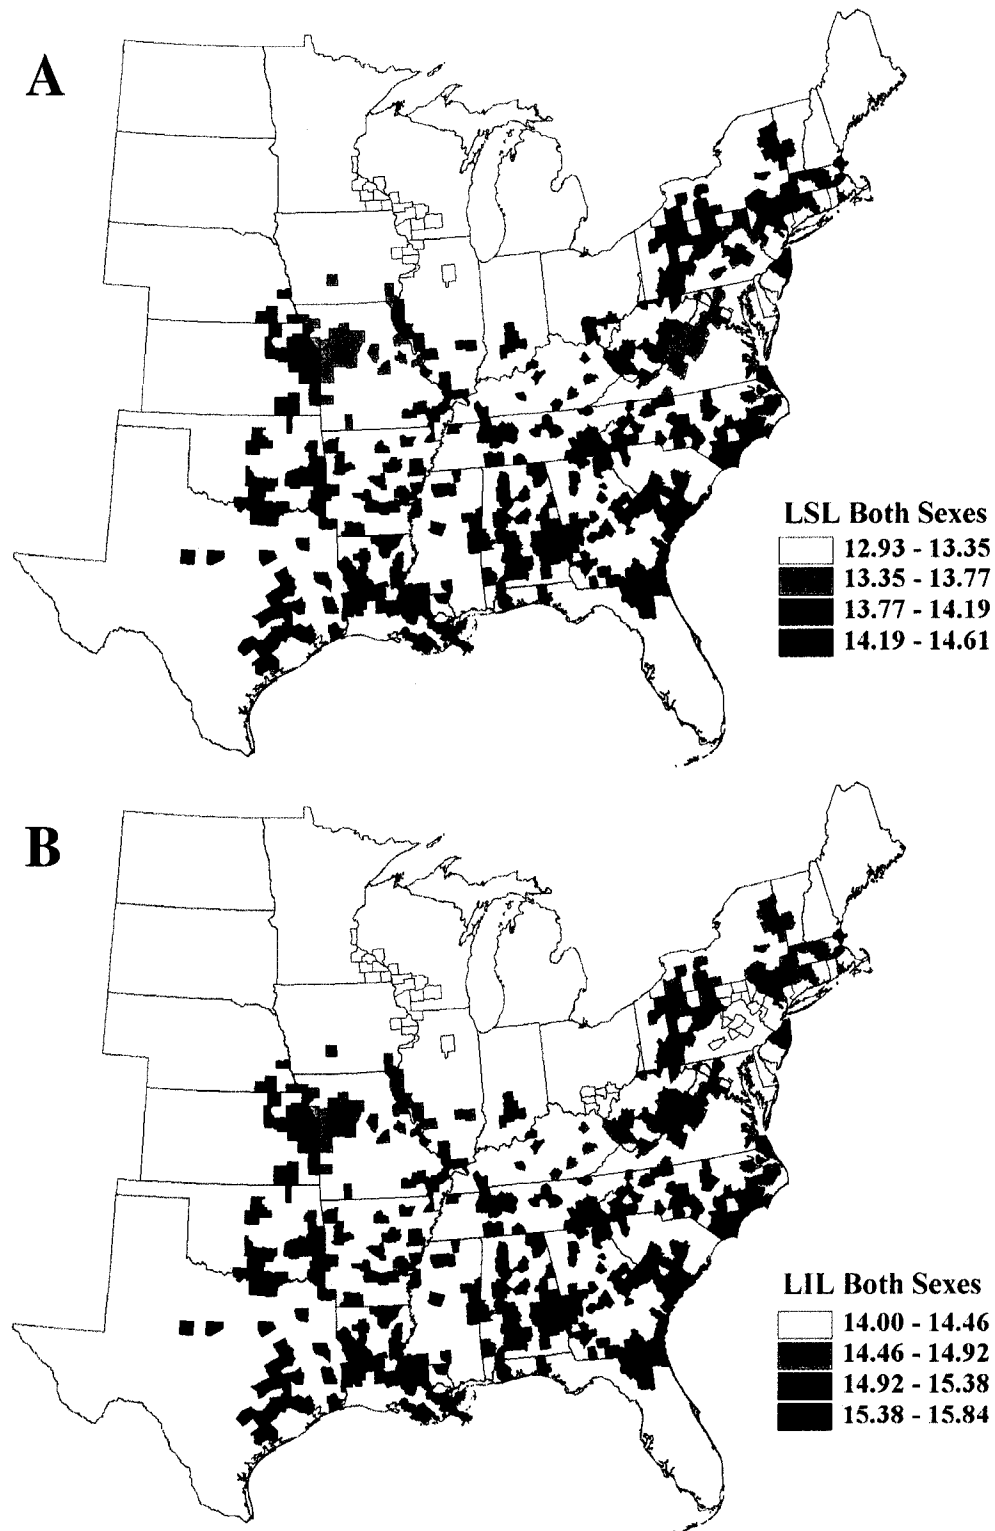 A
LSL Both Sexes
12.93 - 13.35
13.35 - 13.77
13.77 - 14.19
14.19 - 14.61
B
LIL Both Sexes
14.00 - 14.46
14.46 - 14.92
14.92 - 15.38
15.38 - 15.84